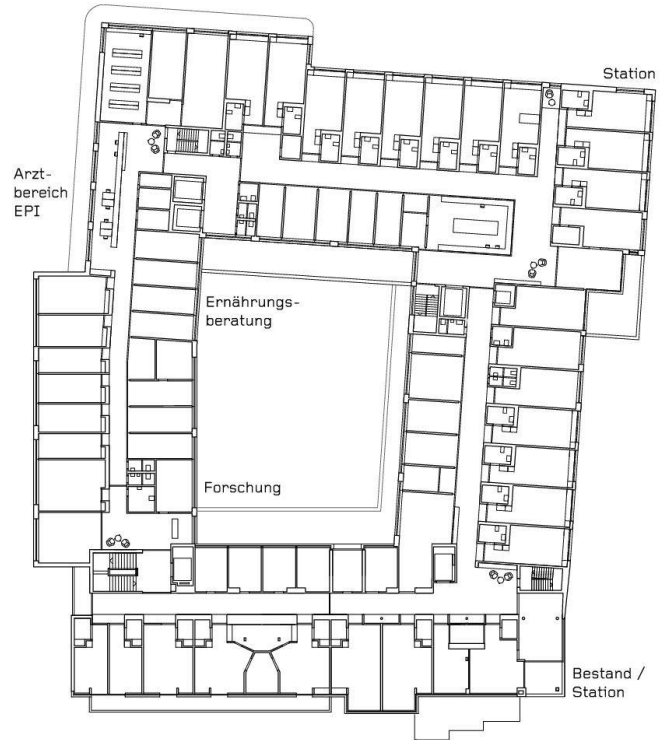 Station
Arzt-
bereich
EPI
Ernährungs-
beratung
Forschung
Bestand /
Station